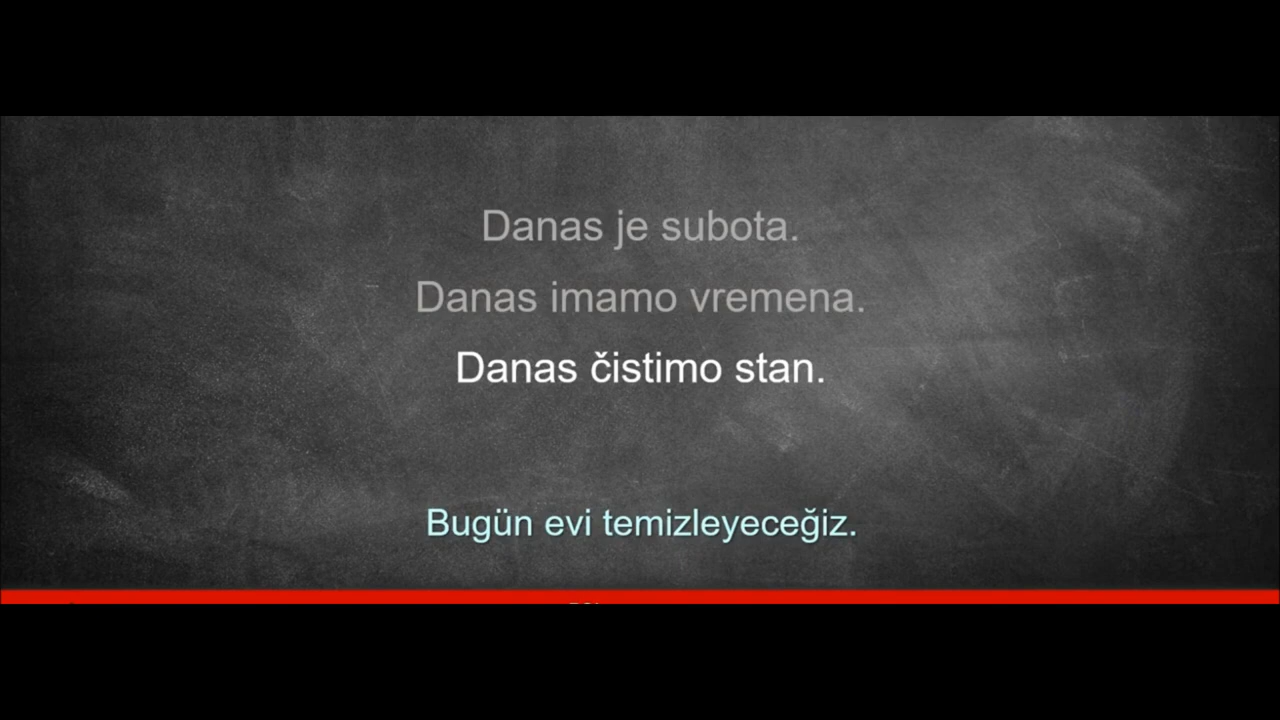 Danas je subota.
Danas imamo vremena.
Danas čistimo stan.
Bugün evi temizleyeceğiz.